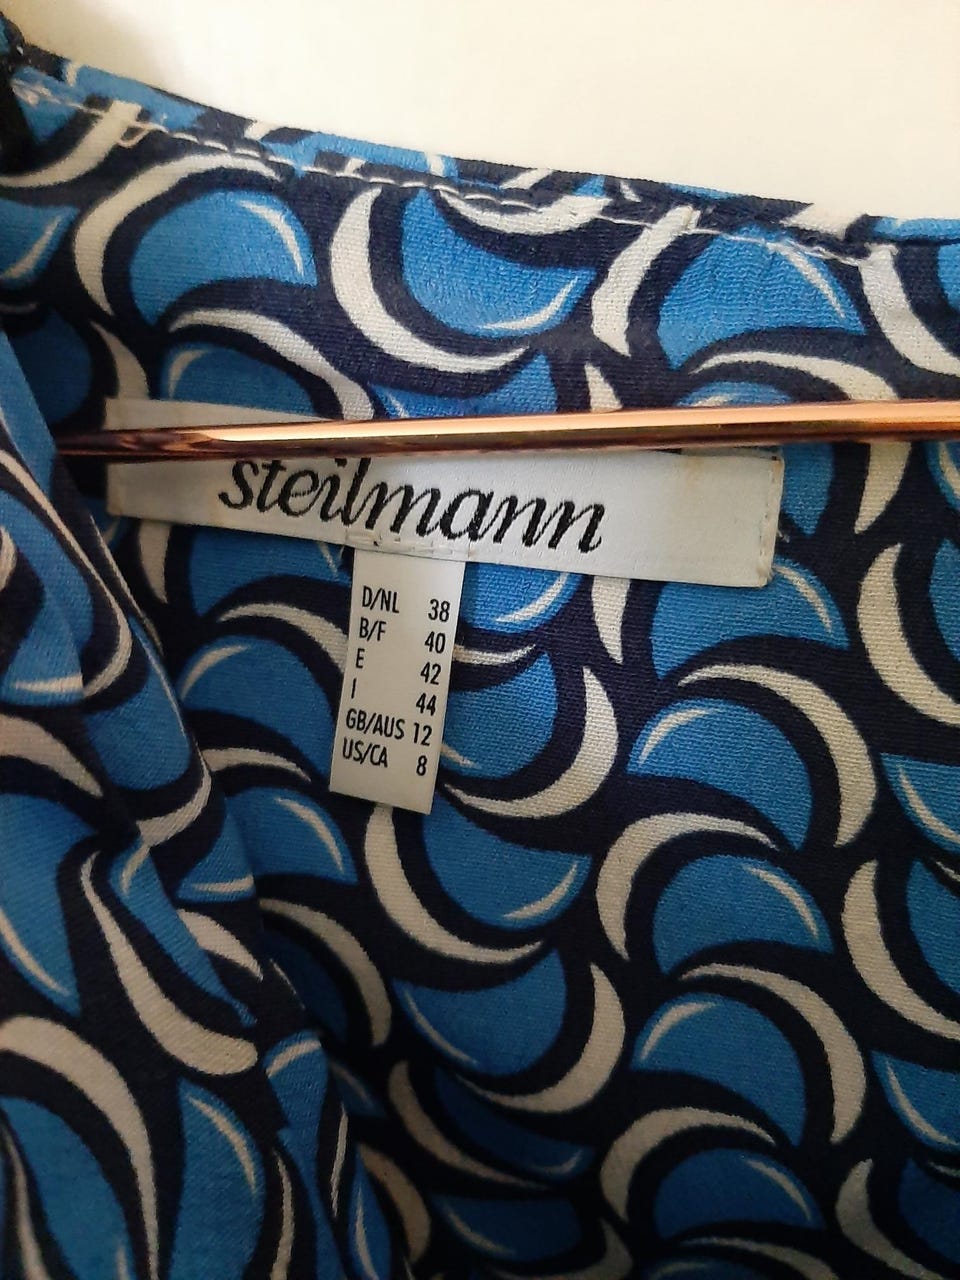 steilmann
D/NL 38
B/F 40
E 42
I 44
GB/AUS 12
US/CA 8